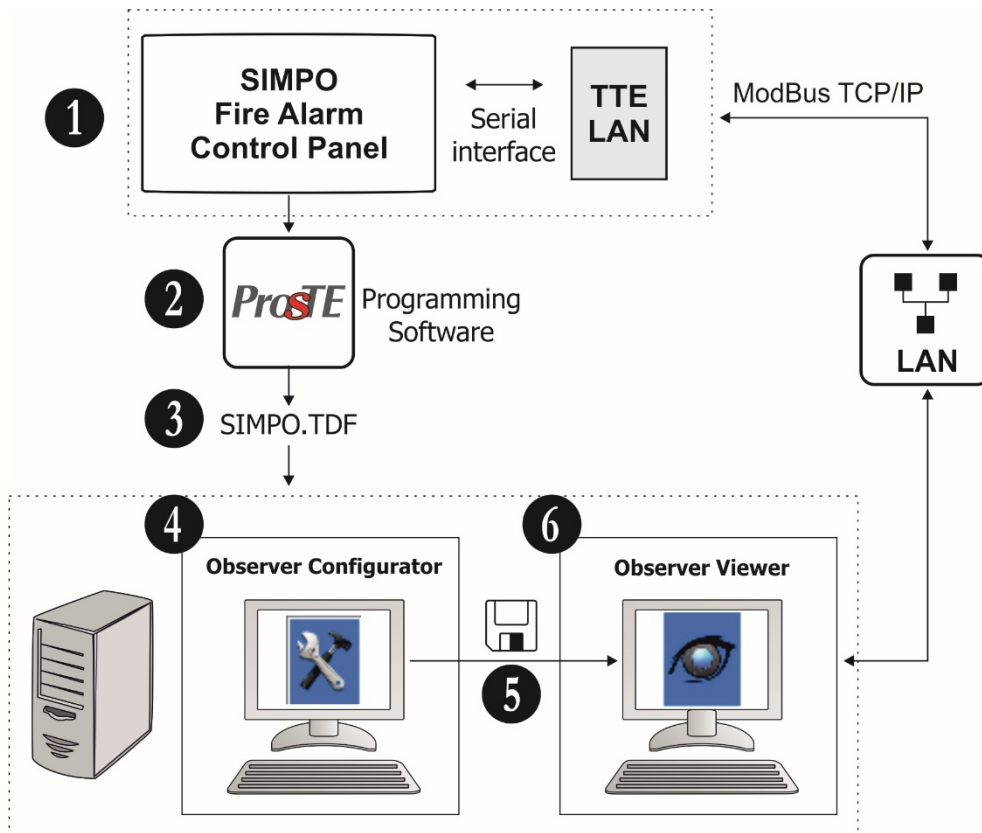 1
SIMPO
Fire Alarm
Control Panel
Serial
interface
TTE
LAN
ModBus TCP/IP
2
ProsTE
Programming
Software
LAN
3
SIMPO.TDF
4
Observer Configurator
5
6
Observer Viewer